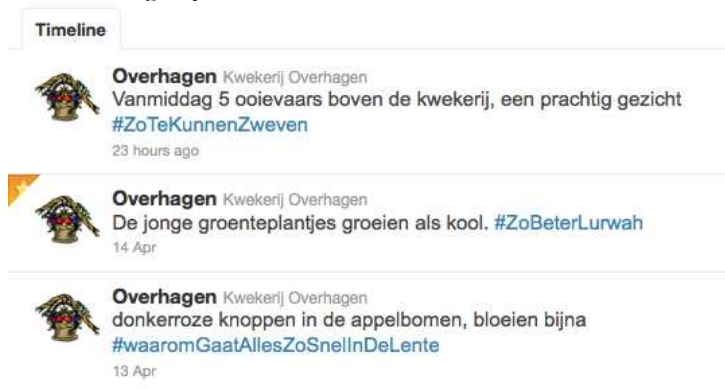 Timeline
Overhagen Kwekerij Overhagen
Vanmiddag 5 ooievaars boven de kwekerij, een prachtig gezicht
#ZoTeKunnenZweven
23 hours ago
Overhagen Kwekerij Overhagen
De jonge groenteplantjes groeien als kool. #ZoBeterLurwah
14 Apr
Overhagen Kwekerij Overhagen
donkerroze knoppen in de appelbomen, bloeien bijna
#waaromGaatAllesZoSnelInDeLente
13 Apr